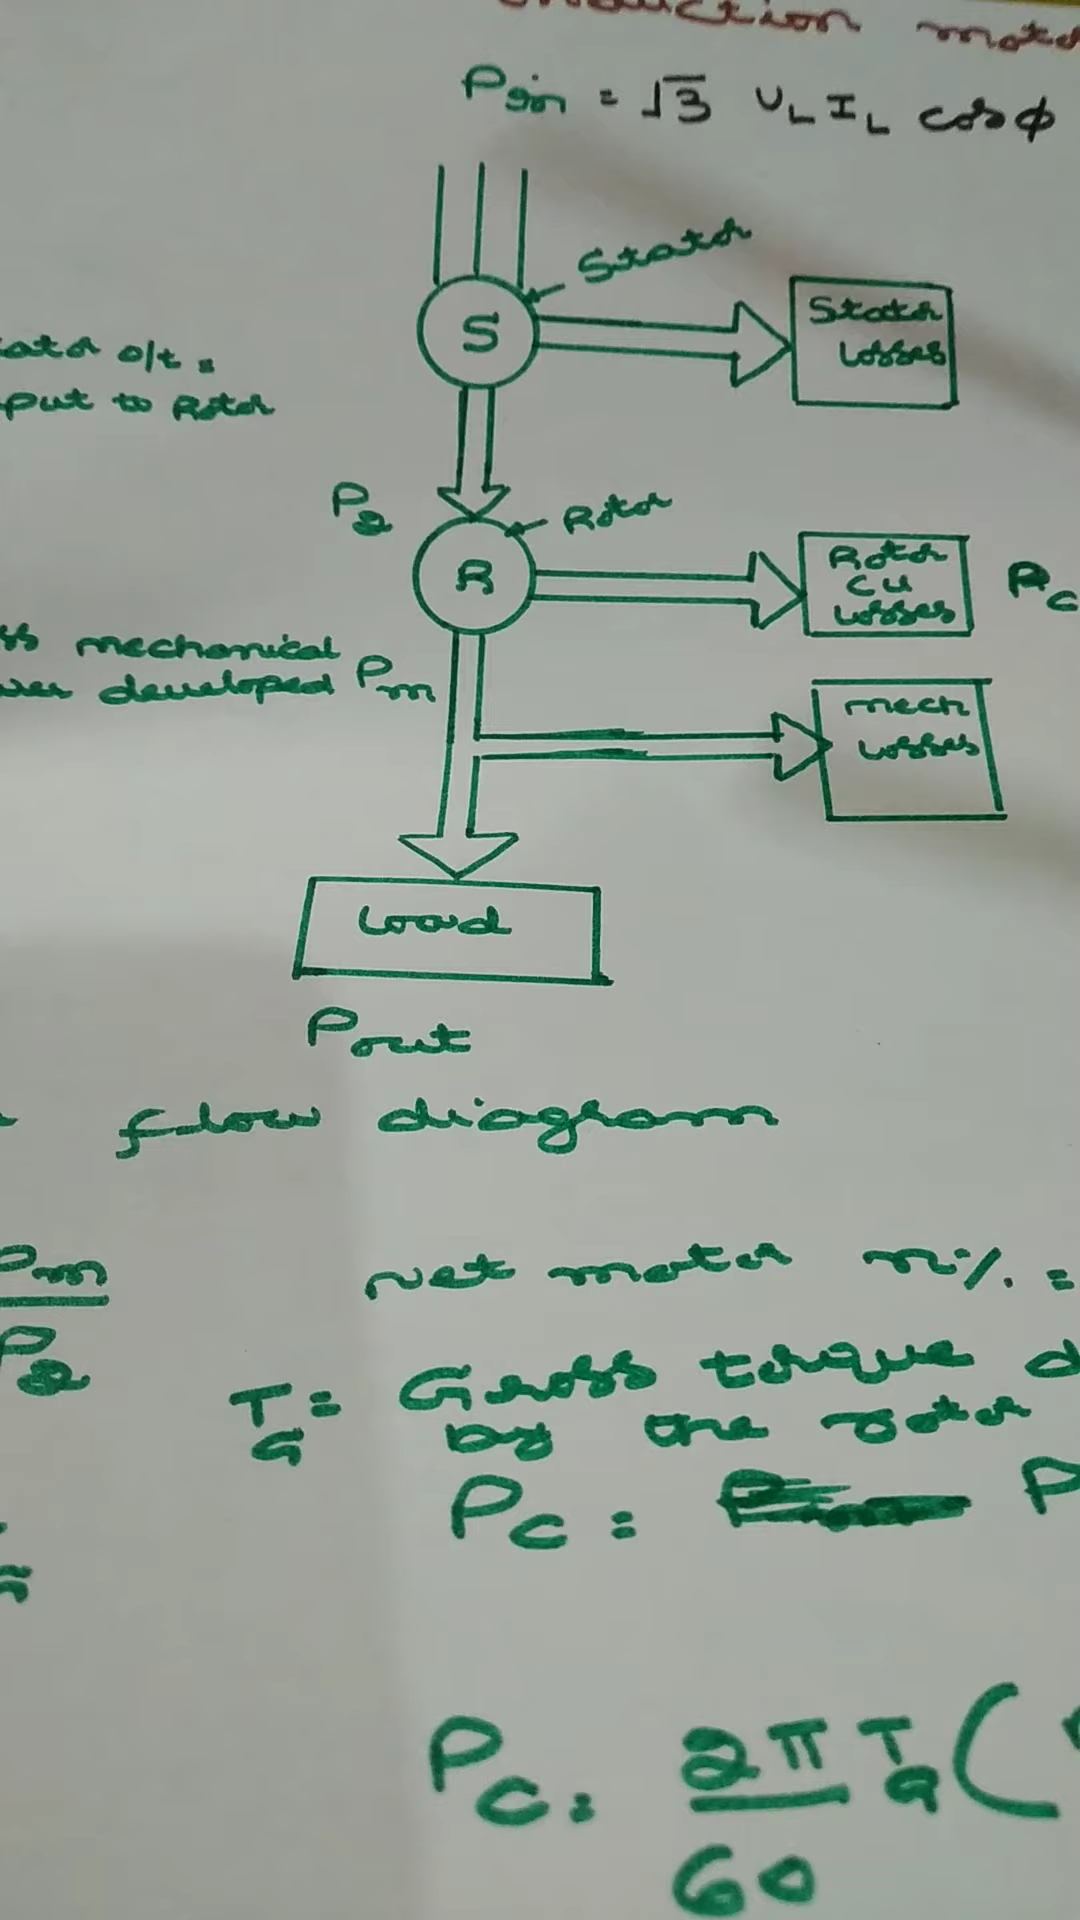 motor
Pin = √3 VL IL cosϕ
Stator
S
Stator
Losses
o/t =
to Rotor
P2
Rotor
R
Rotor
cu
Losses
Pc
mechanical
developed Pm
mech
Losses
Load
Pout
flow diagram
Pm
P2
Net motor n%. =
TG = Gross torque d
by the rotor
Pc = P
Pc = 2π TG (
60